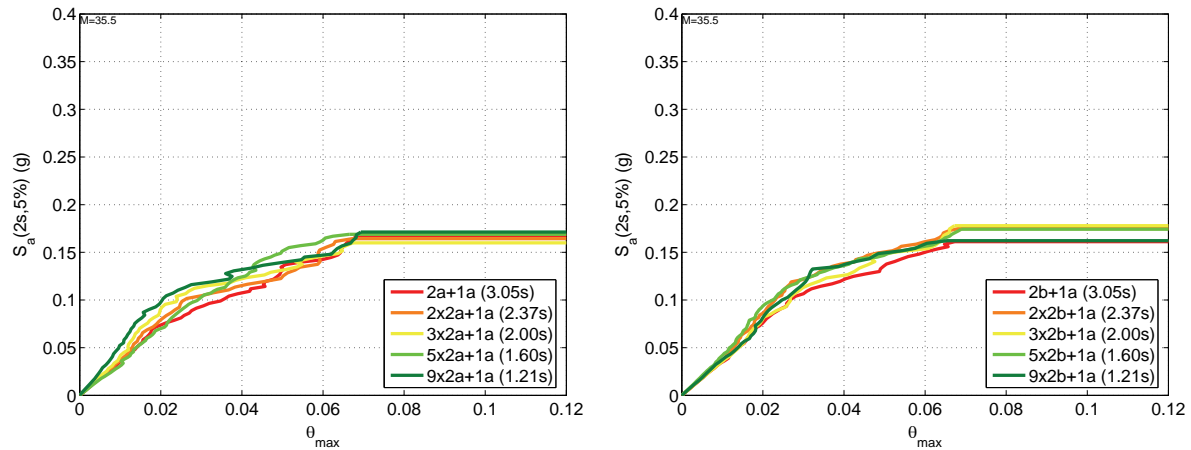 M=35.5
0.4
0.35
0.3
0.25
0.2
0.15
0.1
0.05
0
S_a(2s,5%) (g)
2a+1a (3.05s)
2x2a+1a (2.37s)
3x2a+1a (2.00s)
5x2a+1a (1.60s)
9x2a+1a (1.21s)
0 0.02 0.04 0.06 0.08 0.1 0.12
θ_max
M=35.5
0.4
0.35
0.3
0.25
0.2
0.15
0.1
0.05
0
S_a(2s,5%) (g)
2b+1a (3.05s)
2x2b+1a (2.37s)
3x2b+1a (2.00s)
5x2b+1a (1.60s)
9x2b+1a (1.21s)
0 0.02 0.04 0.06 0.08 0.1 0.12
θ_max